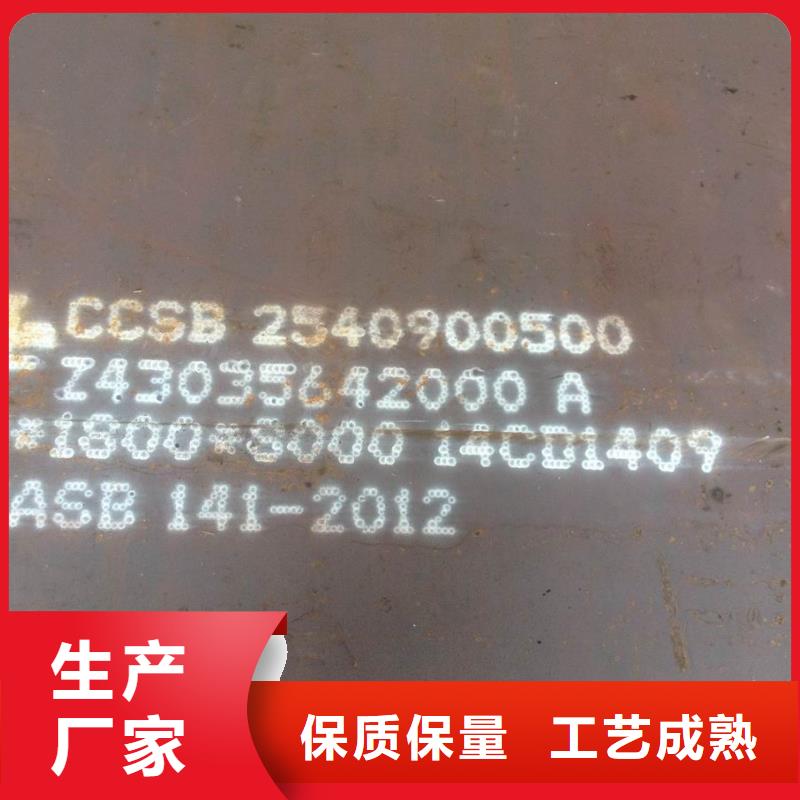 CCSB 2540900500
Z43035642000 A
*1800*8000 14CD1409
ASB 141-2012
生产
厂家
保质保量 工艺成熟